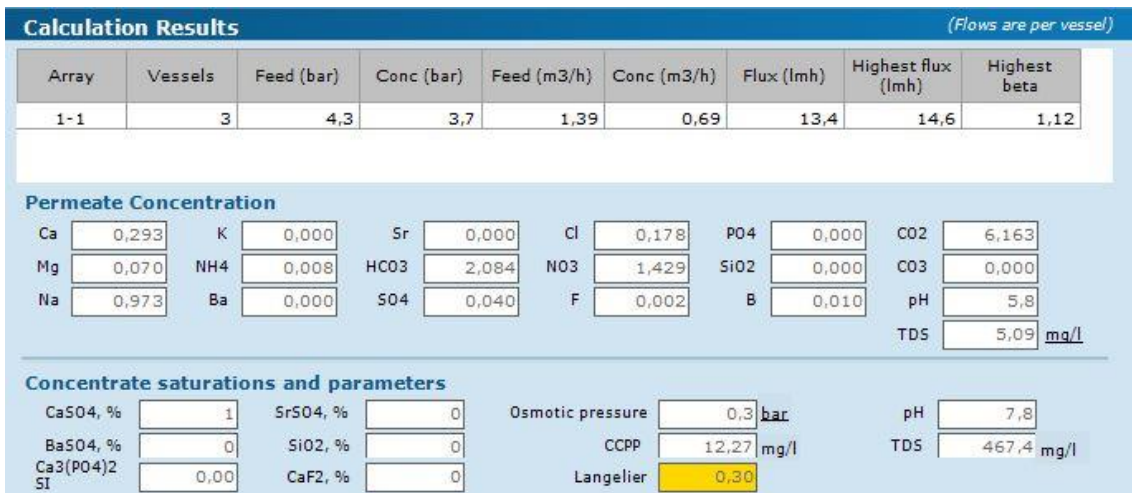 Calculation Results (Flows are per vessel)
Array Vessels Feed (bar) Conc (bar) Feed (m3/h) Conc (m3/h) Flux (lmh) Highest flux (lmh) Highest beta
1-1 3 4,3 3,7 1,39 0,69 13,4 14,6 1,12
Permeate Concentration
Ca 0,293 K 0,000 Sr 0,000 Cl 0,178 PO4 0,000 CO2 6,163
Mg 0,070 NH4 0,008 HCO3 2,084 NO3 1,429 SiO2 0,000 CO3 0,000
Na 0,973 Ba 0,000 SO4 0,040 F 0,002 B 0,010 pH 5,8
TDS 5,09 mg/l
Concentrate saturations and parameters
CaSO4, % 1 SrSO4, % 0 Osmotic pressure 0,3 bar pH 7,8
BaSO4, % 0 SiO2, % 0 CCPP 12,27 mg/l TDS 467,4 mg/l
Ca3(PO4)2 SI 0,00 CaF2, % 0 Langelier 0,30